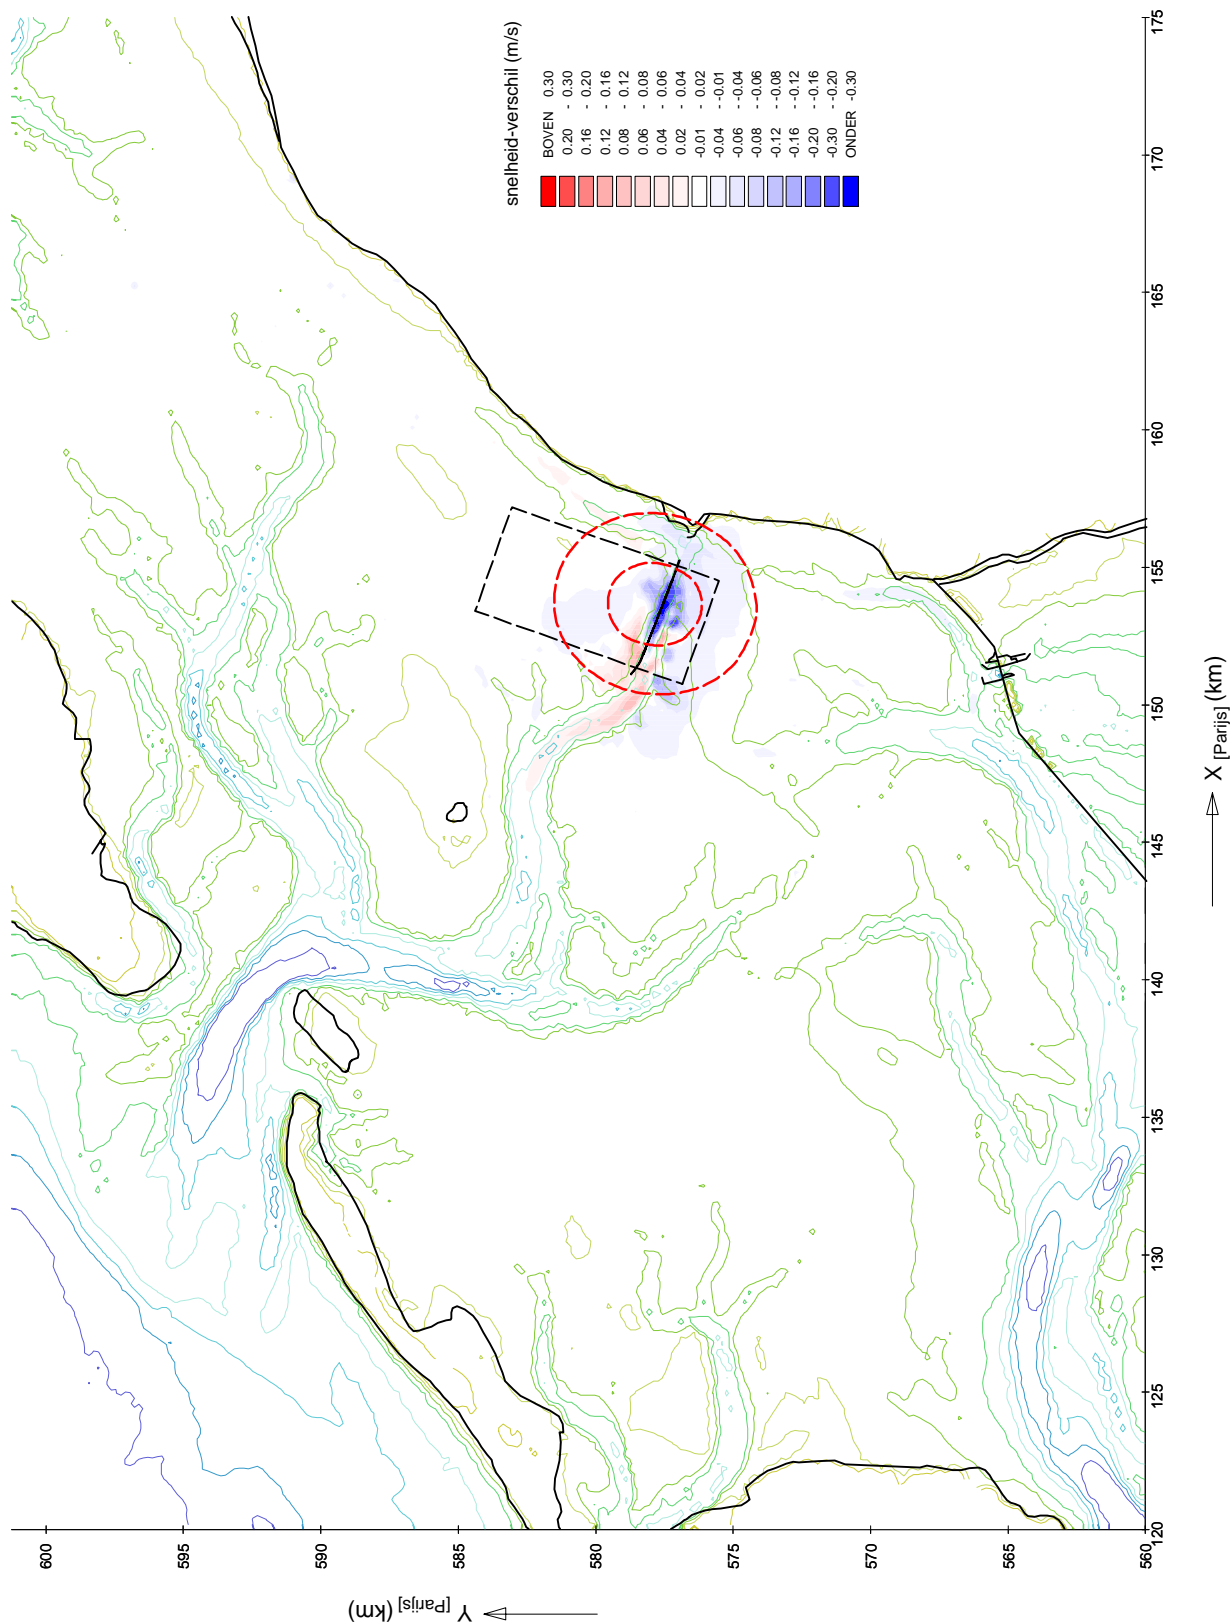 snelheid-verschil (m/s)
BOVEN 0.30
0.20 - 0.30
0.16 - 0.20
0.12 - 0.16
0.08 - 0.12
0.06 - 0.08
0.04 - 0.06
0.02 - 0.04
-0.01 - 0.02
-0.04 - -0.01
-0.06 - -0.04
-0.08 - -0.06
-0.12 - -0.08
-0.16 - -0.12
-0.20 - -0.16
-0.30 - -0.20
ONDER -0.30
600
595
590
585
580
575
570
565
560
Y [Parijs] (km)
120
125
130
135
140
145
150
155
160
165
170
175
X [Parijs] (km)